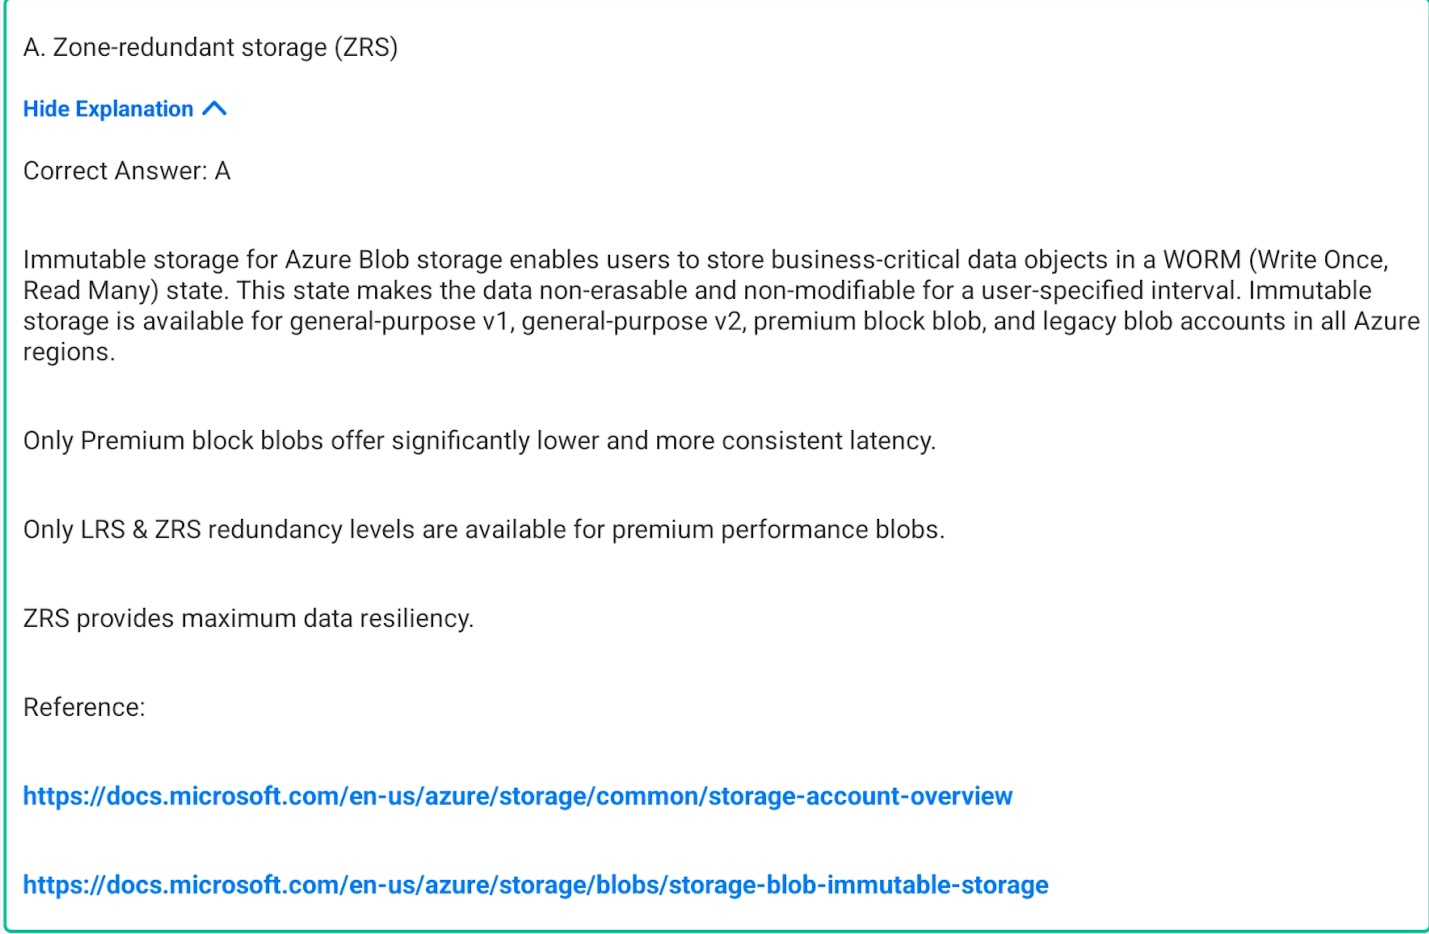 A. Zone-redundant storage (ZRS)
Hide Explanation
Correct Answer: A
Immutable storage for Azure Blob storage enables users to store business-critical data objects in a WORM (Write Once,
Read Many) state. This state makes the data non-erasable and non-modifiable for a user-specified interval. Immutable
storage is available for general-purpose v1, general-purpose v2, premium block blob, and legacy blob accounts in all Azure
regions.
Only Premium block blobs offer significantly lower and more consistent latency.
Only LRS & ZRS redundancy levels are available for premium performance blobs.
ZRS provides maximum data resiliency.
Reference:
https://docs.microsoft.com/en-us/azure/storage/common/storage-account-overview
https://docs.microsoft.com/en-us/azure/storage/blobs/storage-blob-immutable-storage